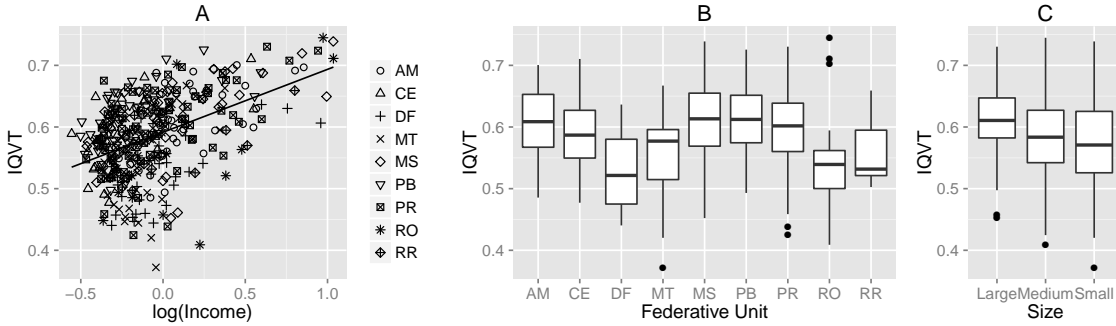 A
IQVT
0.7
0.6
0.5
0.4
−0.5
0.0
0.5
1.0
log(Income)
AM
CE
DF
MT
MS
PB
PR
RO
RR
B
IQVT
0.7
0.6
0.5
0.4
AM CE DF MT MS PB PR RO RR
Federative Unit
C
IQVT
0.7
0.6
0.5
0.4
Large Medium Small
Size